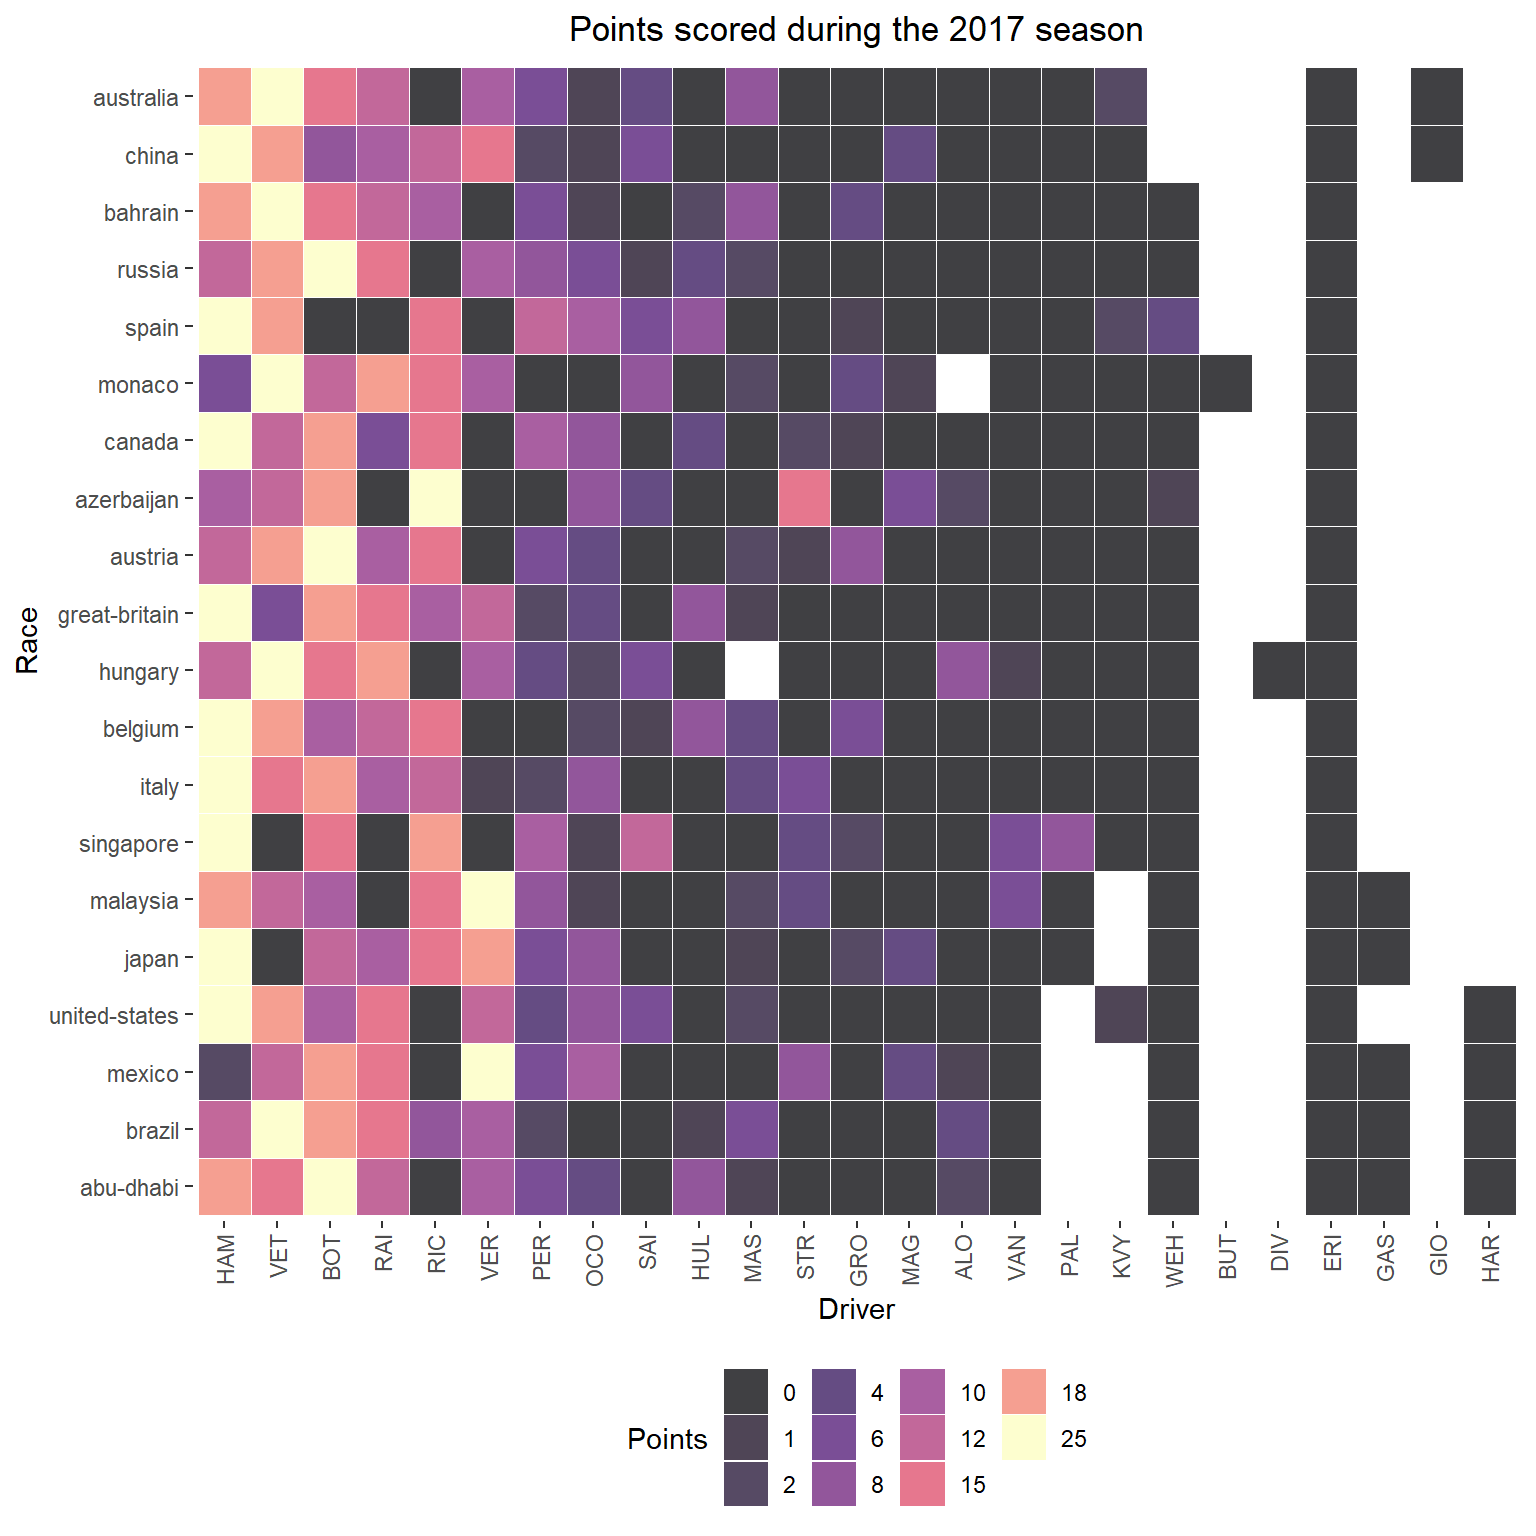 Points scored during the 2017 season
Race
australia
china
bahrain
russia
spain
monaco
canada
azerbaijan
austria
great-britain
hungary
belgium
italy
singapore
malaysia
japan
united-states
mexico
brazil
abu-dhabi
HAM VET BOT RAI RIC VER PER OCO SAI HUL MAS STR GRO MAG ALO VAN PAL KVY WEH BUT DIV ERI GAS GIO HAR
Driver
Points
0 4 10 18
1 6 12 25
2 8 15